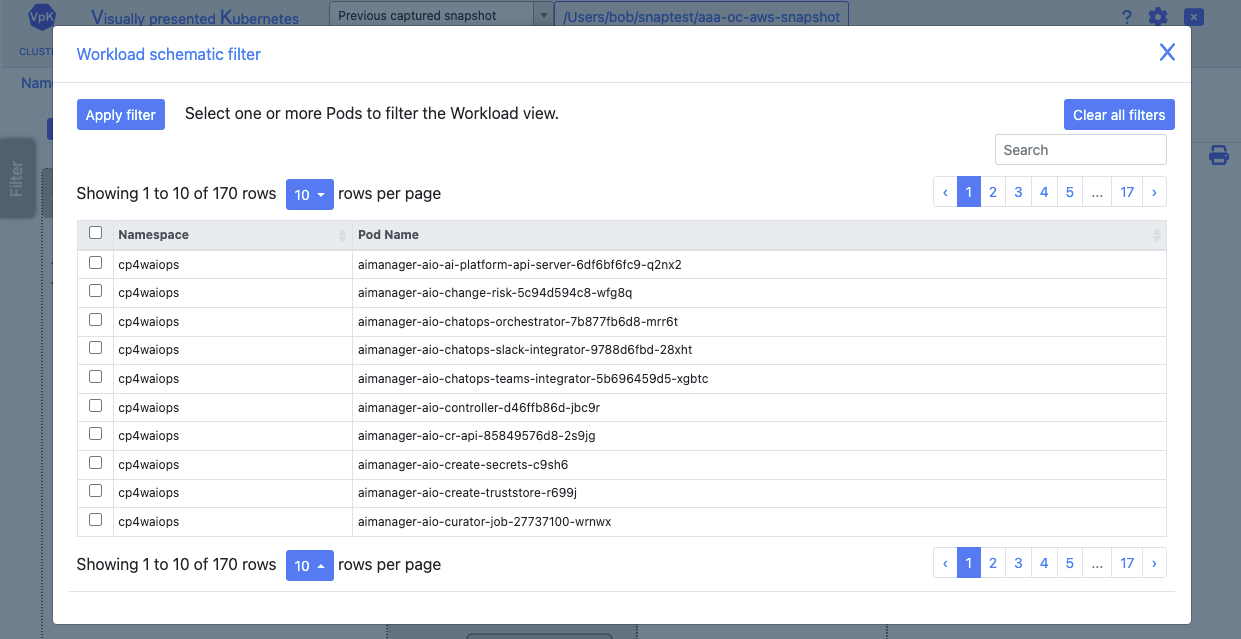 VpK Visually presented Kubernetes Previous captured snapshot /Users/bob/snaptest/aaa-oc-aws-snapshot ?
CLUST
Workload schematic filter
Nam
Apply filter Select one or more Pods to filter the Workload view. Clear all filters
Search
Filter
Showing 1 to 10 of 170 rows 10 rows per page ‹ 1 2 3 4 5 ... 17 ›
Namespace Pod Name
cp4waiops aimanager-aio-ai-platform-api-server-6df6bf6fc9-q2nx2
cp4waiops aimanager-aio-change-risk-5c94d594c8-wfg8q
cp4waiops aimanager-aio-chatops-orchestrator-7b877fb6d8-mrr6t
cp4waiops aimanager-aio-chatops-slack-integrator-9788d6fbd-28xht
cp4waiops aimanager-aio-chatops-teams-integrator-5b696459d5-xgbtc
cp4waiops aimanager-aio-controller-d46ffb86d-jbc9r
cp4waiops aimanager-aio-cr-api-85849576d8-2s9jg
cp4waiops aimanager-aio-create-secrets-c9sh6
cp4waiops aimanager-aio-create-truststore-r699j
cp4waiops aimanager-aio-curator-job-27737100-wrnwx
Showing 1 to 10 of 170 rows 10 rows per page ‹ 1 2 3 4 5 ... 17 ›